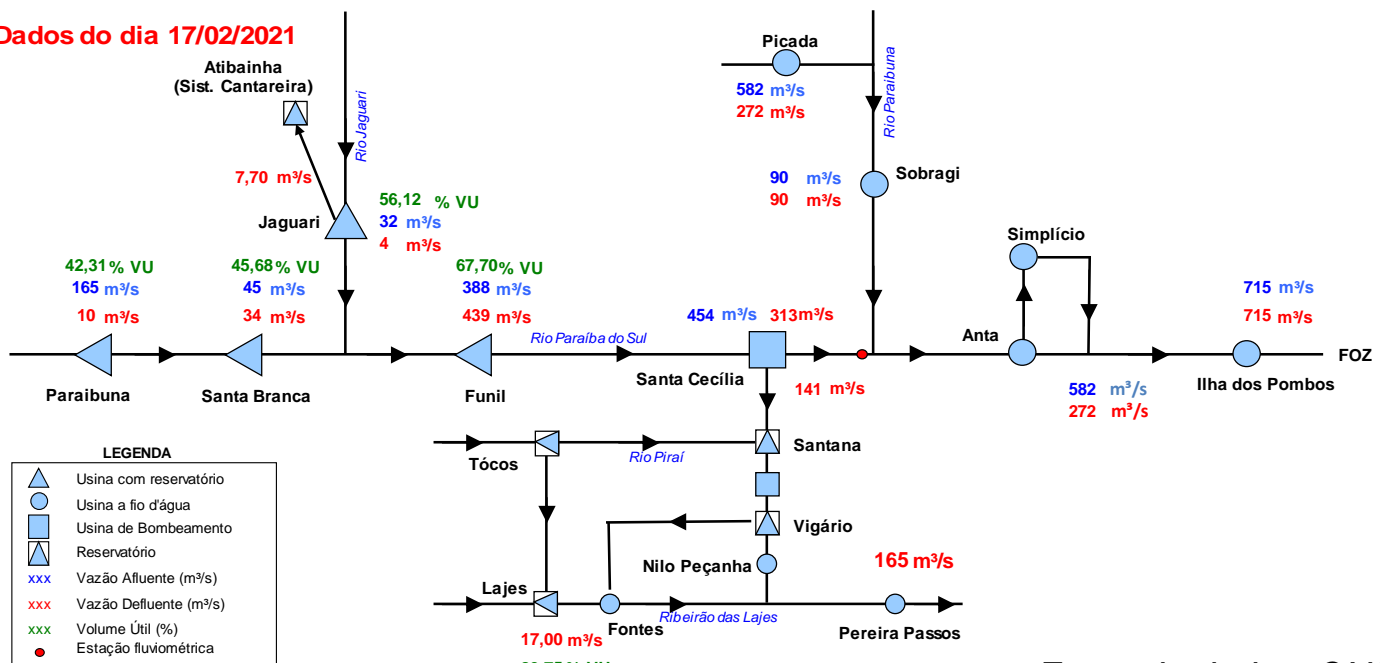 Dados do dia 17/02/2021
Atibainha
(Sist. Cantareira)
Rio Jaguari
7,70 m³/s
Jaguari
56,12 % VU
32 m³/s
4 m³/s
Picada
582 m³/s
272 m³/s
Rio Paraibuna
90 m³/s
90 m³/s
Sobragi
42,31% VU
165 m³/s
10 m³/s
Paraibuna
45,68% VU
45 m³/s
34 m³/s
Santa Branca
67,70% VU
388 m³/s
439 m³/s
Funil
Rio Paraíba do Sul
454 m³/s 313m³/s
Santa Cecília
141 m³/s
Simplício
Anta
582 m³/s
272 m³/s
715 m³/s
715 m³/s
Ilha dos Pombos
FOZ
Tócos
Rio Piraí
Santana
Vigário
Nilo Peçanha
165 m³/s
Lajes
17,00 m³/s
Fontes
Ribeirão das Lajes
Pereira Passos
LEGENDA
Usina com reservatório
Usina a fio d'água
Usina de Bombeamento
Reservatório
xxx Vazão Afluente (m³/s)
xxx Vazão Defluente (m³/s)
xxx Volume Útil (%)
Estação fluviométrica